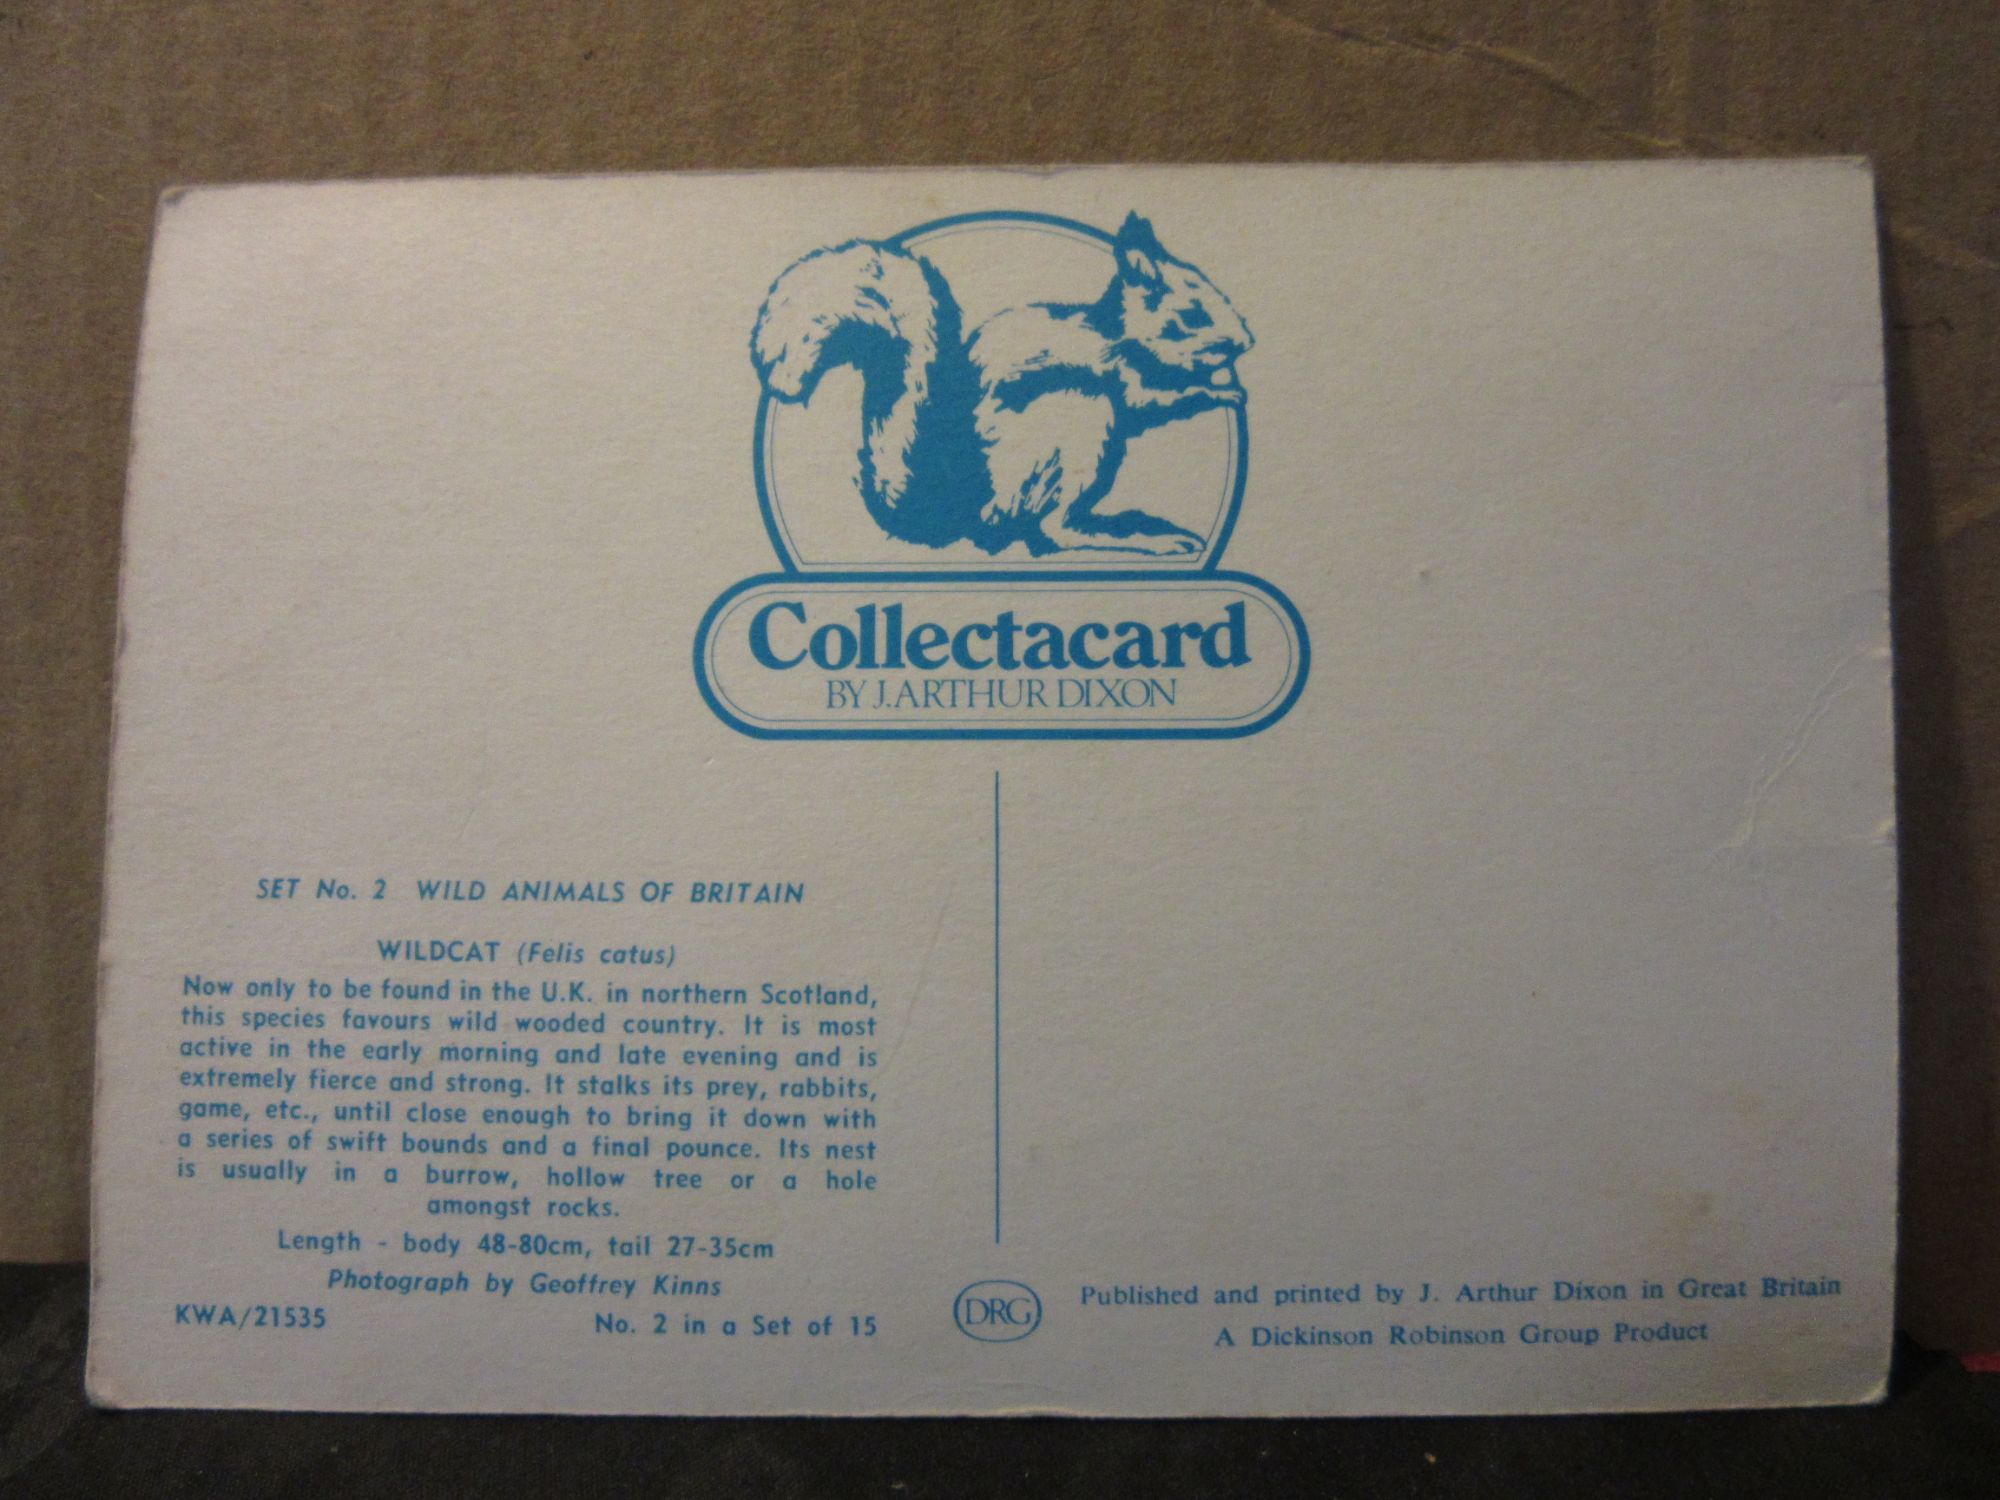 Collectacard
BY J. ARTHUR DIXON
SET No. 2 WILD ANIMALS OF BRITAIN
WILDCAT (Felis catus)
Now only to be found in the U.K. in northern Scotland,
this species favours wild wooded country. It is most
active in the early morning and late evening and is
extremely fierce and strong. It stalks its prey, rabbits,
game, etc., until close enough to bring it down with
a series of swift bounds and a final pounce. Its nest
is usually in a burrow, hollow tree or a hole
amongst rocks.
Length - body 48-80cm, tail 27-35cm
Photograph by Geoffrey Kinns
KWA/21535 No. 2 in a Set of 15
DRG
Published and printed by J. Arthur Dixon in Great Britain
A Dickinson Robinson Group Product